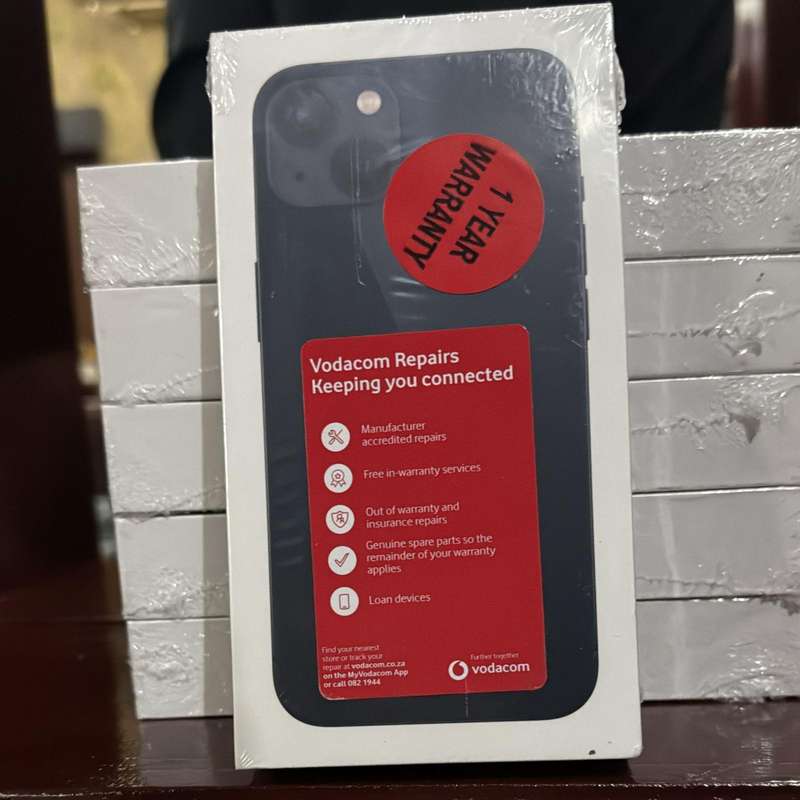 1 YEAR
WARRANTY
Vodacom Repairs
Keeping you connected
Manufacturer
accredited repairs
Free in-warranty services
Out of warranty and
insurance repairs
Genuine spare parts so the
remainder of your warranty
applies
Loan devices
Find your nearest
store or track your
repair at vodacom.co.za
on the MyVodacom App
or call 082 1944
Further together
vodacom